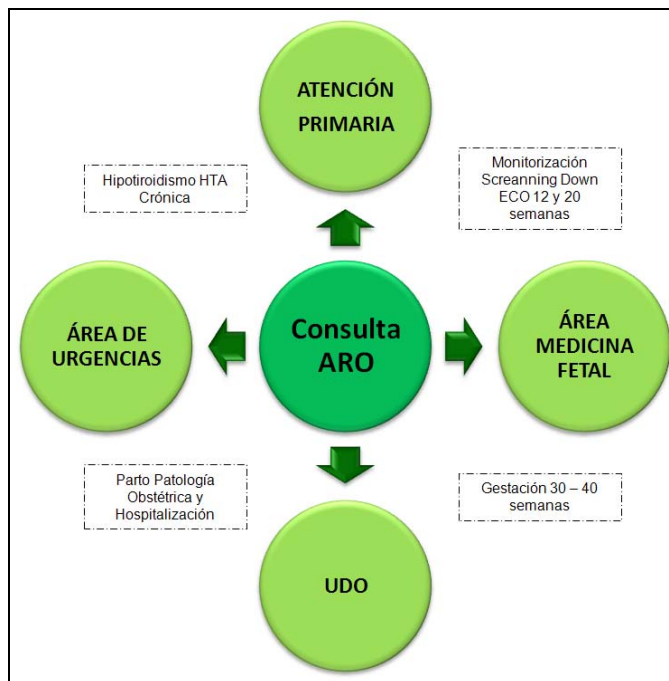 ATENCIÓN
PRIMARIA
Hipotiroidismo HTA
Crónica
Monitorización
Screanning Down
ECO 12 y 20
semanas
ÁREA DE
URGENCIAS
Consulta
ARO
ÁREA
MEDICINA
FETAL
Parto Patología
Obstétrica y
Hospitalización
Gestación 30 – 40
semanas
UDO